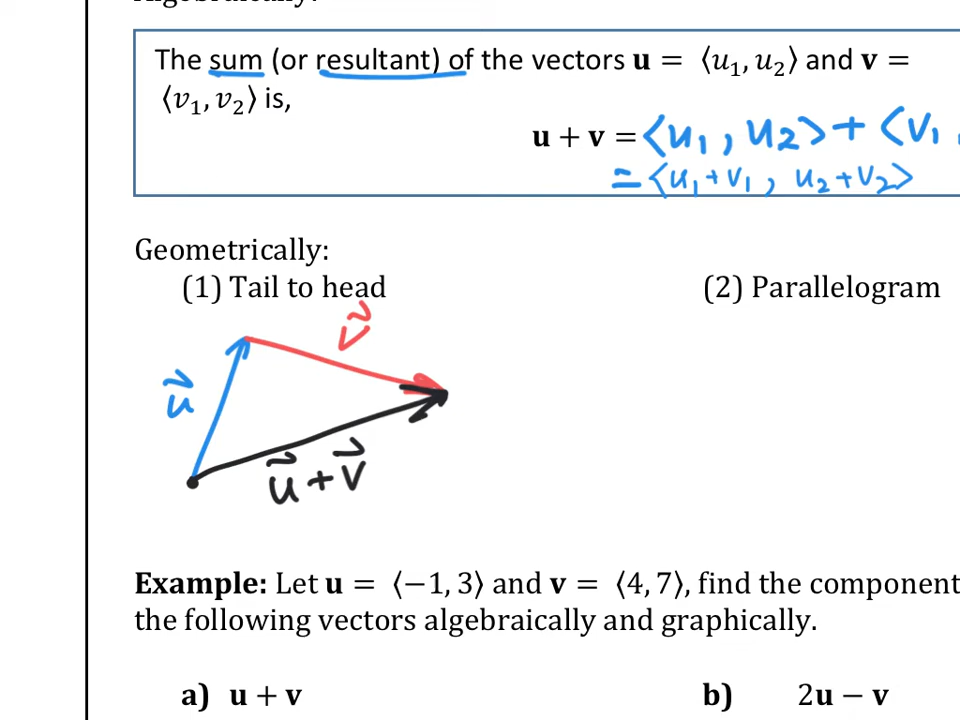 The sum (or resultant) of the vectors 𝐮 = ⟨𝑢₁, 𝑢₂⟩ and 𝐯 =
⟨𝑣₁, 𝑣₂⟩ is,
𝐮 + 𝐯 = ⟨u₁, u₂⟩ + ⟨v₁
= ⟨u₁+v₁, u₂+v₂⟩
Geometrically:
(1) Tail to head (2) Parallelogram
v⃗
u⃗
u⃗ + v⃗
Example: Let 𝐮 = ⟨−1, 3⟩ and 𝐯 = ⟨4, 7⟩, find the component
the following vectors algebraically and graphically.
a) 𝐮 + 𝐯 b) 2𝐮 − 𝐯